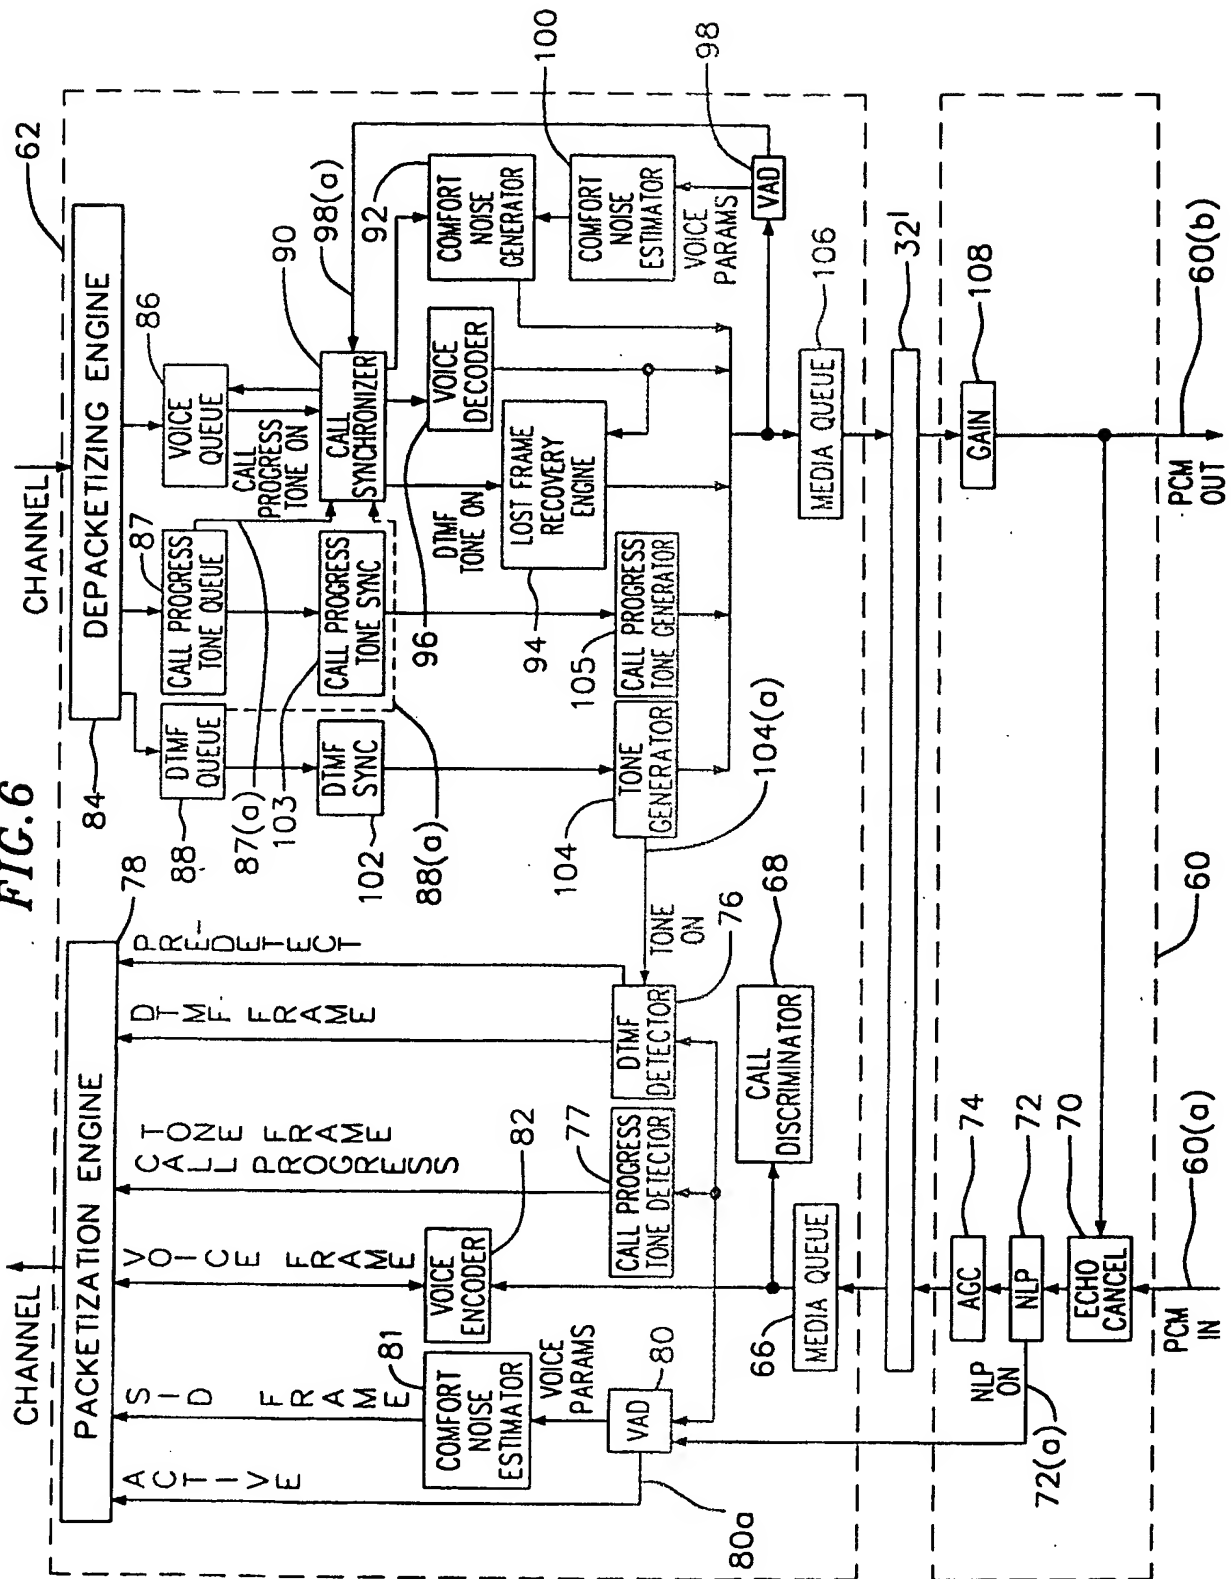 FIG.6
CHANNEL
CHANNEL
62
PACKETIZATION ENGINE
78
DEPACKETIZING ENGINE
84
ACTIVE
SID FRAME
VOICE FRAME
CALL PROGRESS
TONE FRAME
DTMF FRAME
PRE-DETECT
DTMF
QUEUE
88
CALL PROGRESS
TONE QUEUE
87
VOICE
QUEUE
86
87(a)
CALL
PROGRESS
TONE ON
90
98(a)
DTMF
SYNC
102
CALL PROGRESS
TONE SYNC
103
88(a)
CALL
SYNCHRONIZER
92
COMFORT
NOISE
GENERATOR
VOICE
DECODER
96
DTMF
TONE ON
LOST FRAME
RECOVERY
ENGINE
94
COMFORT
NOISE
ESTIMATOR
100
VOICE
PARAMS
VAD
98
COMFORT
NOISE
ESTIMATOR
81
VOICE
ENCODER
82
VOICE
PARAMS
VAD
80
80a
CALL PROGRESS
TONE DETECTOR
77
DTMF
DETECTOR
76
TONE
ON
TONE
GENERATOR
104
104(a)
CALL PROGRESS
TONE GENERATOR
105
CALL
DISCRIMINATOR
68
MEDIA QUEUE
66
MEDIA QUEUE
106
32'
NLP
ON
72(a)
AGC
74
NLP
72
ECHO
CANCEL
70
GAIN
108
60
PCM
IN
60(a)
PCM
OUT
60(b)